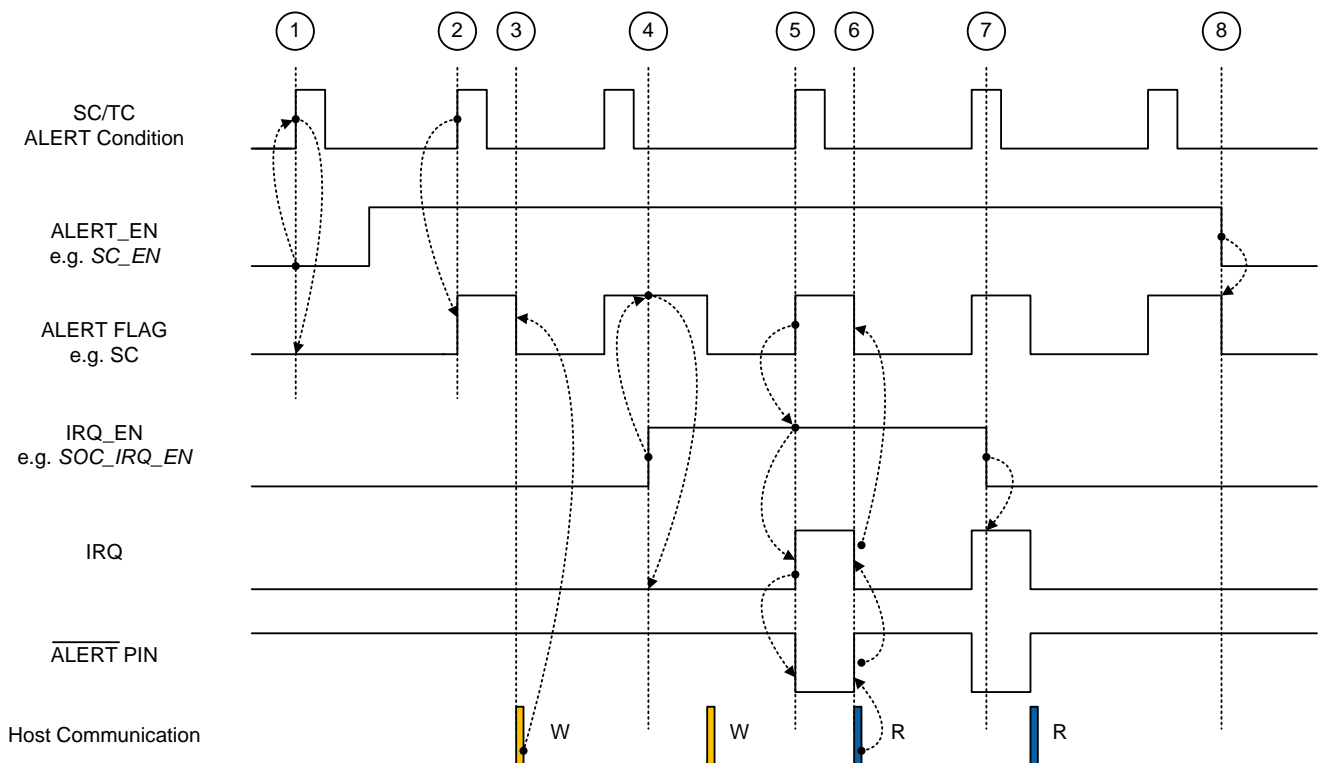 1 2 3 4 5 6 7 8
SC/TC
ALERT Condition
ALERT_EN
e.g. SC_EN
ALERT FLAG
e.g. SC
IRQ_EN
e.g. SOC_IRQ_EN
IRQ
ALERT PIN
Host Communication
W W R R